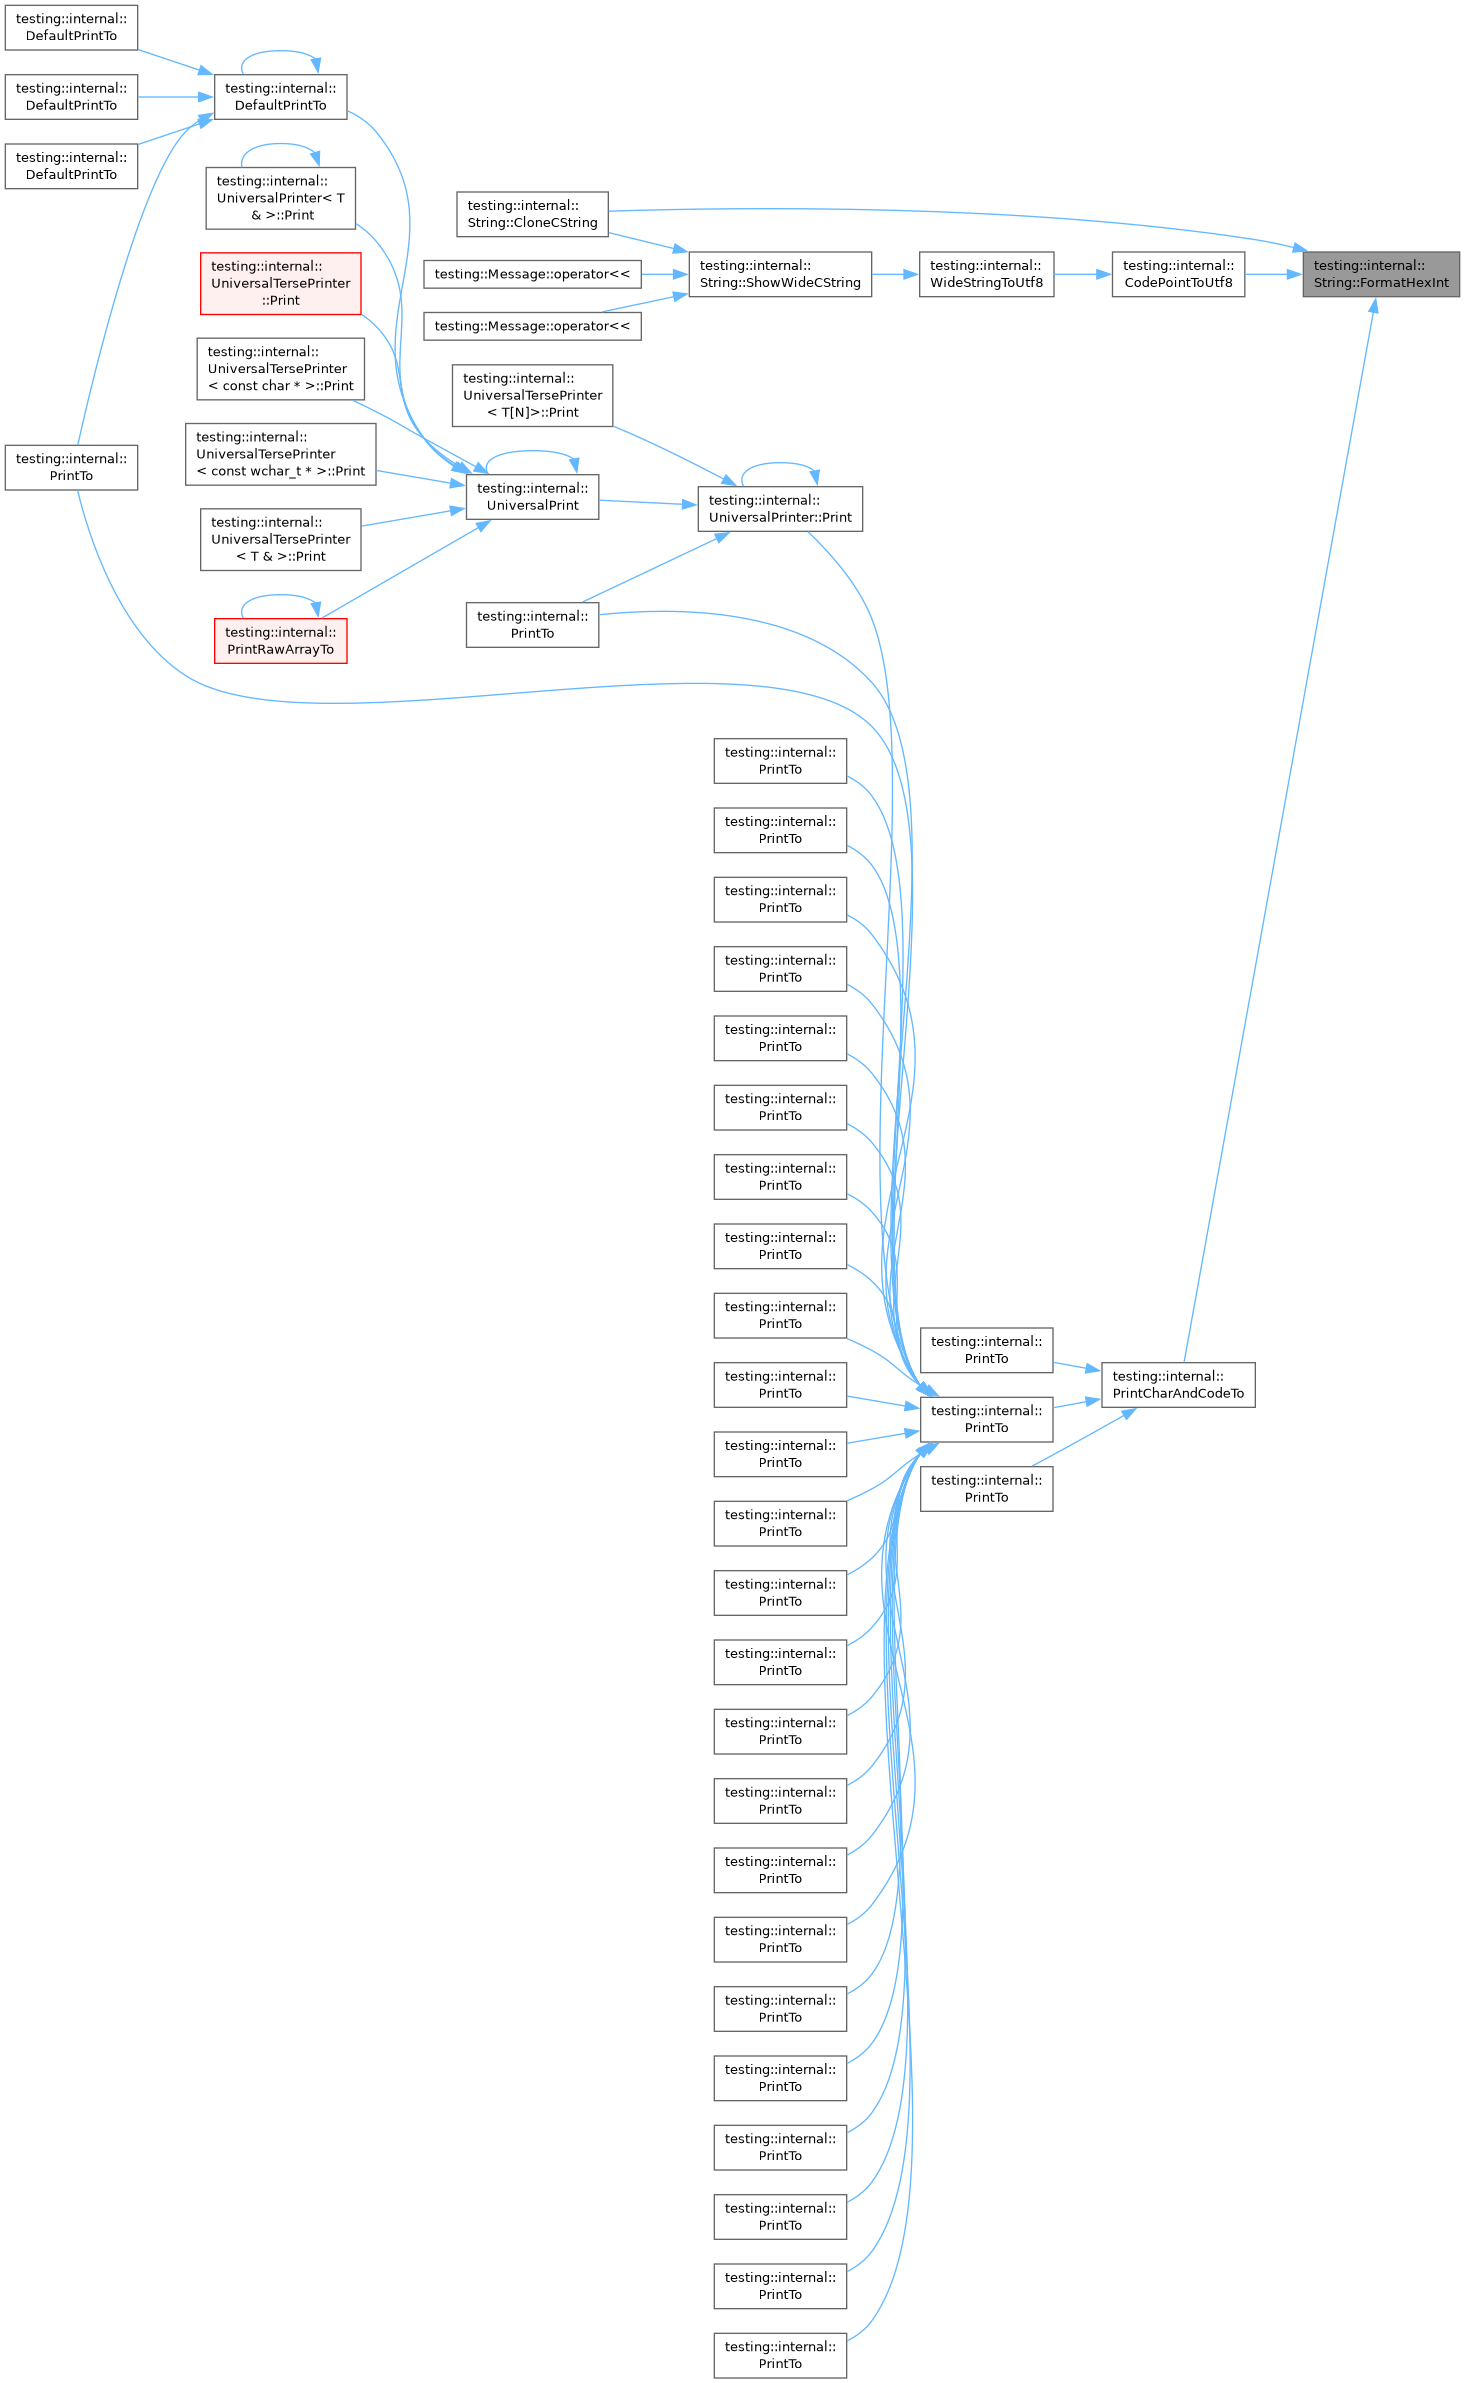 testing::internal::
DefaultPrintTo
testing::internal::
DefaultPrintTo
testing::internal::
DefaultPrintTo
testing::internal::
DefaultPrintTo
testing::internal::
UniversalPrinter< T
& >::Print
testing::internal::
UniversalTersePrinter
::Print
testing::internal::
UniversalTersePrinter
< const char * >::Print
testing::internal::
UniversalTersePrinter
< const wchar_t * >::Print
testing::internal::
PrintTo
testing::internal::
UniversalTersePrinter
< T & >::Print
testing::internal::
PrintRawArrayTo
testing::internal::
String::CloneCString
testing::Message::operator<<
testing::Message::operator<<
testing::internal::
String::ShowWideCString
testing::internal::
WideStringToUtf8
testing::internal::
CodePointToUtf8
testing::internal::
String::FormatHexInt
testing::internal::
UniversalTersePrinter
< T[N]>::Print
testing::internal::
UniversalPrint
testing::internal::
UniversalPrinter::Print
testing::internal::
PrintTo
testing::internal::
PrintTo
testing::internal::
PrintTo
testing::internal::
PrintTo
testing::internal::
PrintTo
testing::internal::
PrintTo
testing::internal::
PrintTo
testing::internal::
PrintTo
testing::internal::
PrintTo
testing::internal::
PrintTo
testing::internal::
PrintTo
testing::internal::
PrintTo
testing::internal::
PrintTo
testing::internal::
PrintTo
testing::internal::
PrintTo
testing::internal::
PrintTo
testing::internal::
PrintTo
testing::internal::
PrintTo
testing::internal::
PrintTo
testing::internal::
PrintTo
testing::internal::
PrintTo
testing::internal::
PrintTo
testing::internal::
PrintTo
testing::internal::
PrintTo
testing::internal::
PrintTo
testing::internal::
PrintTo
testing::internal::
PrintTo
testing::internal::
PrintTo
testing::internal::
PrintCharAndCodeTo